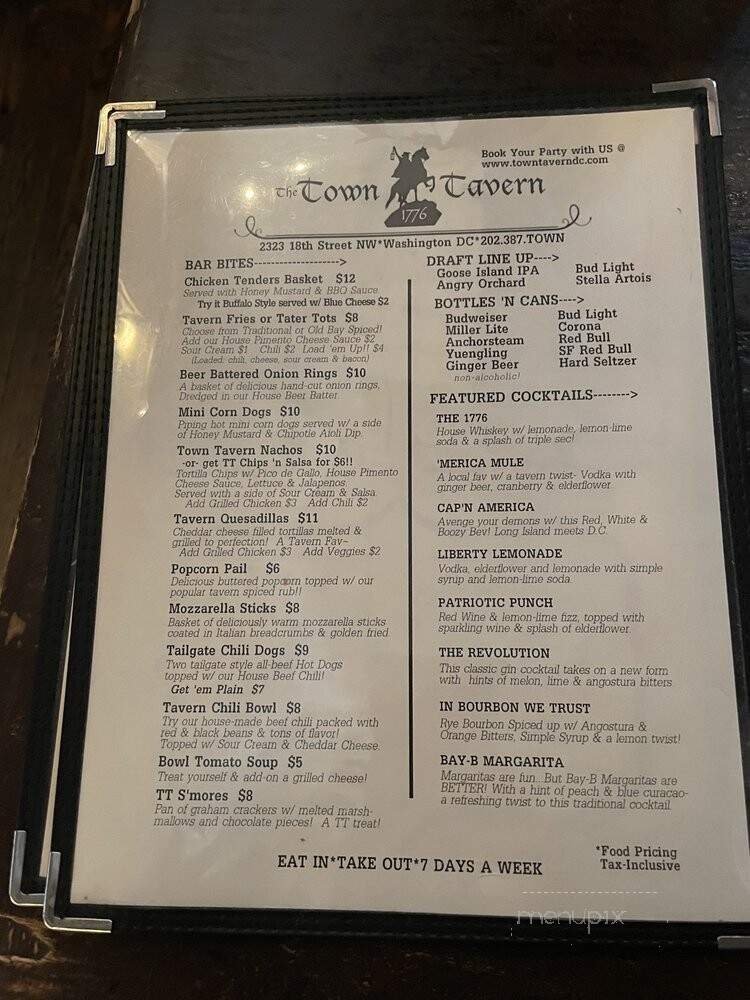 Book Your Party with US @
www.towntaverndc.com
The Town Tavern
1776
2323 18th Street NW*Washington DC*202.387.TOWN
BAR BITES-------------------->
Chicken Tenders Basket $12
Served with Honey Mustard & BBQ Sauce
Try it Buffalo Style served w/ Blue Cheese $2
Tavern Fries or Tater Tots $8
Choose from Traditional or Old Bay Spiced!
Add our House Pimento Cheese Sauce $2
Sour Cream $1 Chili $2 Load 'em Up!! $4
(Loaded: chili, cheese, sour cream & bacon)
Beer Battered Onion Rings $10
A basket of delicious hand-cut onion rings,
Dredged in our House Beer Batter.
Mini Corn Dogs $10
Piping hot mini corn dogs served w/ a side
of Honey Mustard & Chipotle Aioli Dip.
Town Tavern Nachos $10
-or- get TT Chips 'n Salsa for $6!!
Tortilla Chips w/ Pico de Gallo, House Pimento
Cheese Sauce, Lettuce & Jalapenos.
Served with a side of Sour Cream & Salsa.
Add Grilled Chicken $3 Add Chili $2
Tavern Quesadillas $11
Cheddar cheese filled tortillas melted &
grilled to perfection! A Tavern Fav~
Add Grilled Chicken $3 Add Veggies $2
Popcorn Pail $6
Delicious buttered popcorn topped w/ our
popular tavern spiced rub!!
Mozzarella Sticks $8
Basket of deliciously warm mozzarella sticks
coated in Italian breadcrumbs & golden fried.
Tailgate Chili Dogs $9
Two tailgate style all-beef Hot Dogs
topped w/ our House Beef Chili!
Get 'em Plain $7
Tavern Chili Bowl $8
Try our house-made beef chili packed with
red & black beans & tons of flavor!
Topped w/ Sour Cream & Cheddar Cheese.
Bowl Tomato Soup $5
Treat yourself & add-on a grilled cheese!
TT S'mores $8
Pan of graham crackers w/ melted marsh-
mallows and chocolate pieces! A TT treat!
DRAFT LINE UP---->
Goose Island IPA Bud Light
Angry Orchard Stella Artois
BOTTLES 'N CANS---->
Budweiser Bud Light
Miller Lite Corona
Anchorsteam Red Bull
Yuengling SF Red Bull
Ginger Beer Hard Seltzer
non-alcoholic!
FEATURED COCKTAILS-------->
THE 1776
House Whiskey w/ lemonade, lemon-lime
soda & a splash of triple sec!
'MERICA MULE
A local fav w/ a tavern twist- Vodka with
ginger beer, cranberry & elderflower.
CAP'N AMERICA
Avenge your demons w/ this Red, White &
Boozy Bev! Long Island meets D.C.
LIBERTY LEMONADE
Vodka, elderflower and lemonade with simple
syrup and lemon-lime soda.
PATRIOTIC PUNCH
Red Wine & lemon-lime fizz, topped with
sparkling wine & splash of elderflower.
THE REVOLUTION
This classic gin cocktail takes on a new form
with hints of melon, lime & angostura bitters
IN BOURBON WE TRUST
Rye Bourbon Spiced up w/ Angostura &
Orange Bitters, Simple Syrup & a lemon twist!
BAY-B MARGARITA
Margaritas are fun...But Bay-B Margaritas are
BETTER! With a hint of peach & blue curacao-
a refreshing twist to this traditional cocktail.
*Food Pricing
Tax-Inclusive
EAT IN*TAKE OUT*7 DAYS A WEEK
menupix